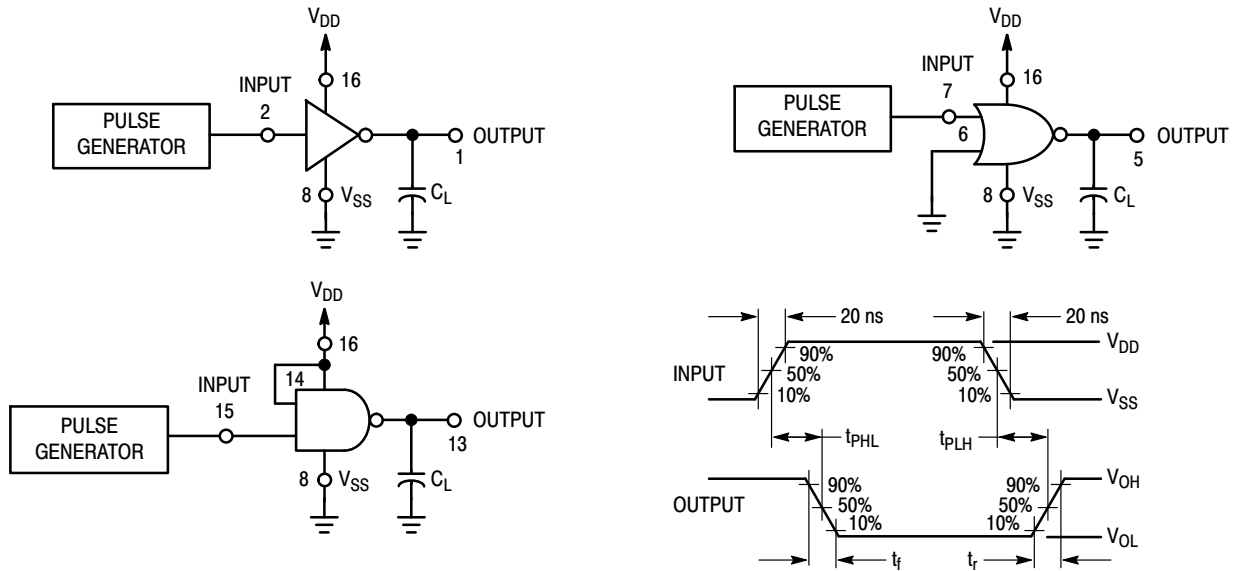 VDD
16
INPUT
2
PULSE
GENERATOR
OUTPUT
1
8
VSS
CL
VDD
16
INPUT
7
PULSE
GENERATOR
6
OUTPUT
5
8
VSS
CL
VDD
16
14
INPUT
15
PULSE
GENERATOR
OUTPUT
13
8
VSS
CL
20 ns
20 ns
INPUT
90%
50%
10%
90%
50%
10%
VDD
VSS
tPHL
tPLH
OUTPUT
90%
50%
10%
90%
50%
10%
VOH
VOL
tf
tr